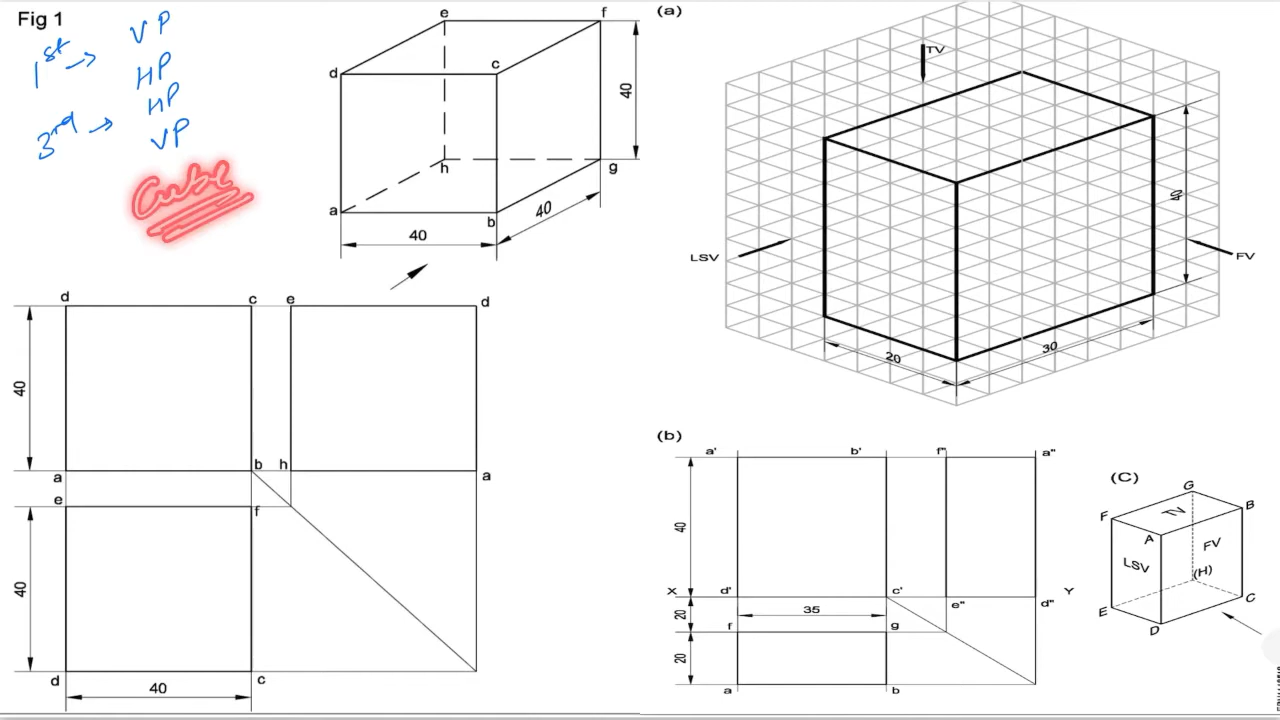 Fig 1
1st → VP
HP
3rd → HP
VP
Cube
e f
d c
40
h g
a b
40
40
d c e d
40
a b h a
e f
40
d c
40
(a)
TV
40
LSV FV
20 30
(b)
a' b' f" a"
40
X d' c' e" d" Y
20 35
f g
20
a b
(C)
G
F B
TV
A
FV
LSV
(H)
E C
D